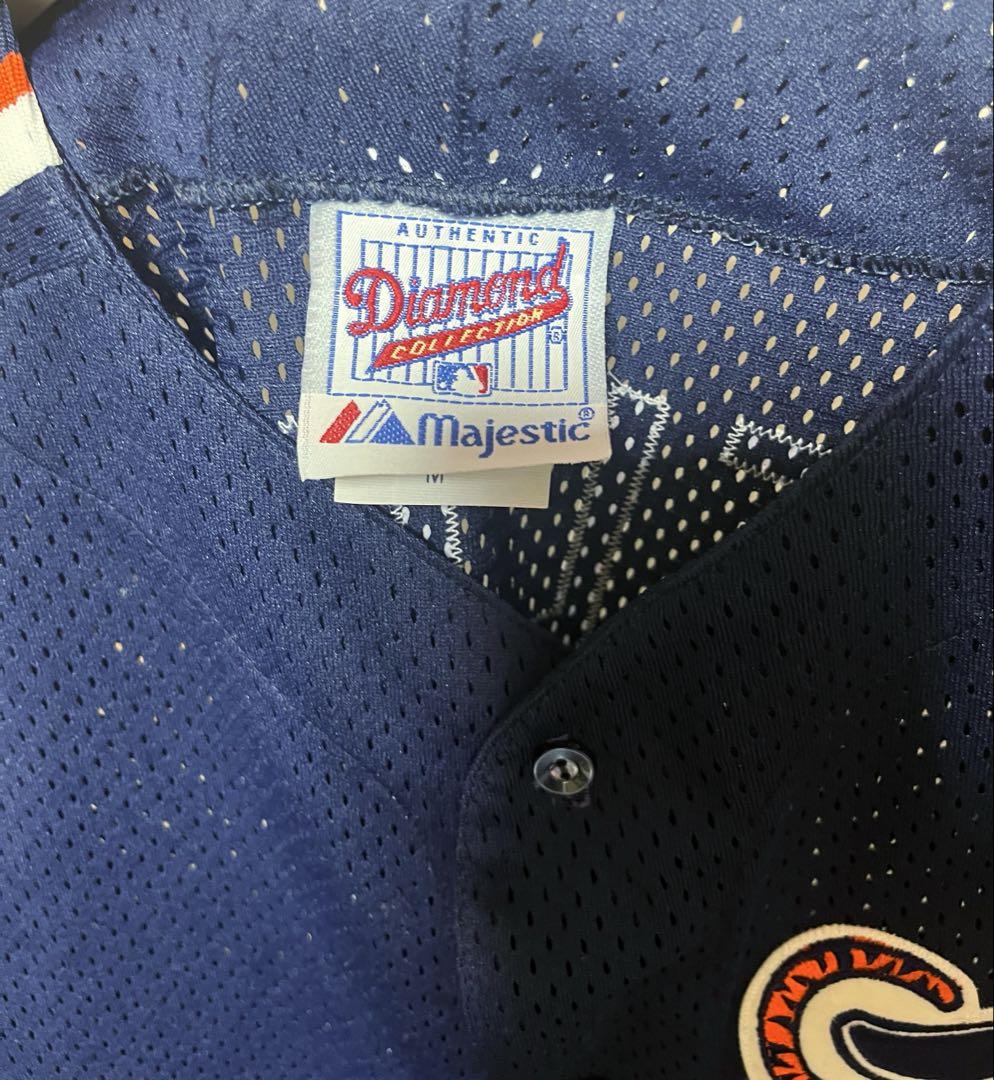 AUTHENTIC
Diamond
COLLECTION ®
Majestic®
M